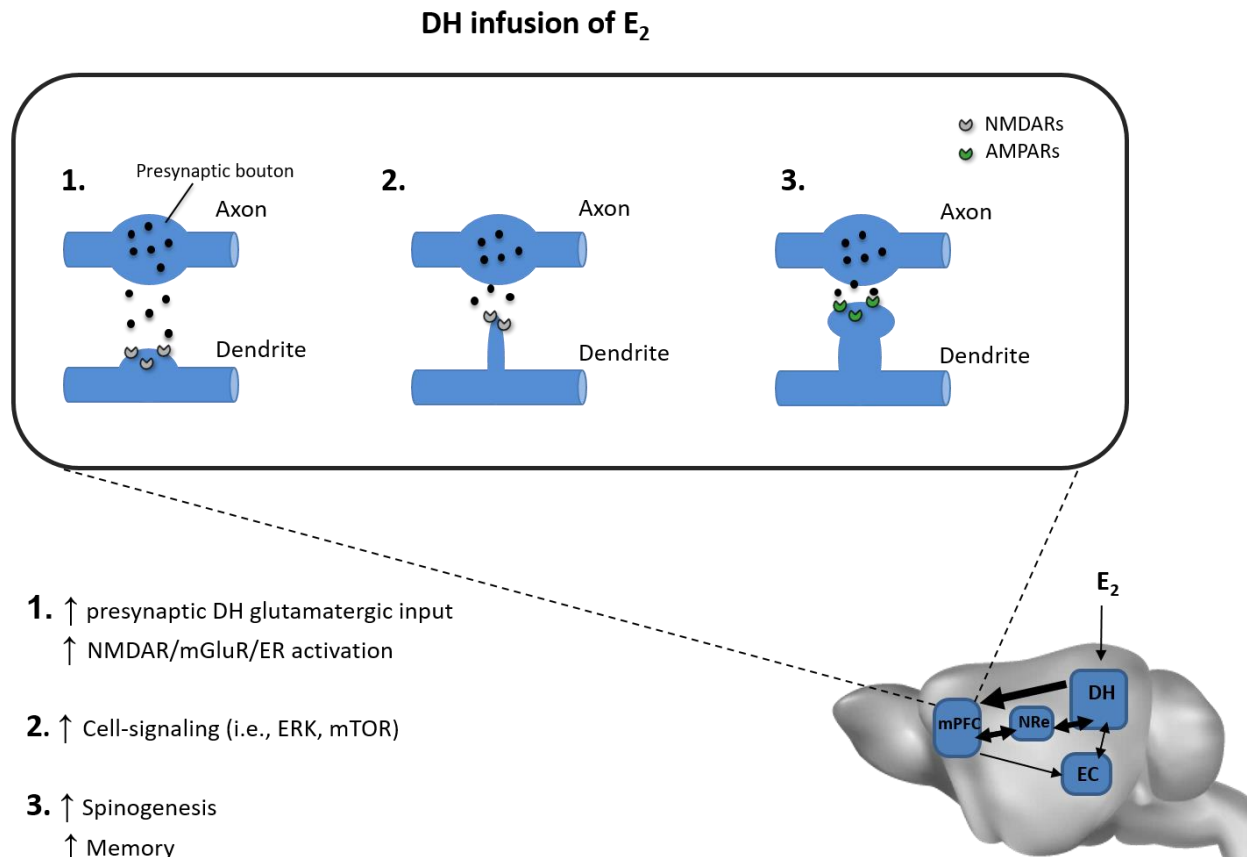 DH infusion of E₂
NMDARs
AMPARs
1.
Presynaptic bouton
Axon
Dendrite
2.
Axon
Dendrite
3.
Axon
Dendrite
1. ↑ presynaptic DH glutamatergic input
↑ NMDAR/mGluR/ER activation
2. ↑ Cell-signaling (i.e., ERK, mTOR)
3. ↑ Spinogenesis
↑ Memory
E₂
DH
mPFC
NRe
EC